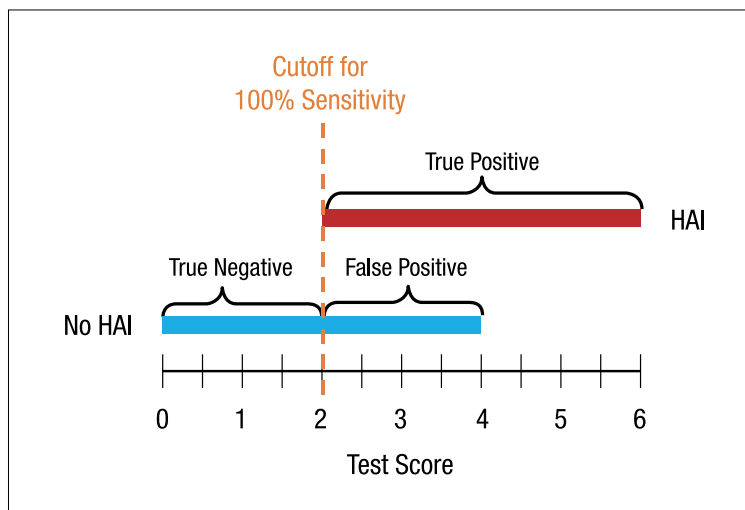 Cutoff for
100% Sensitivity
True Positive
HAI
True Negative
False Positive
No HAI
0 1 2 3 4 5 6
Test Score